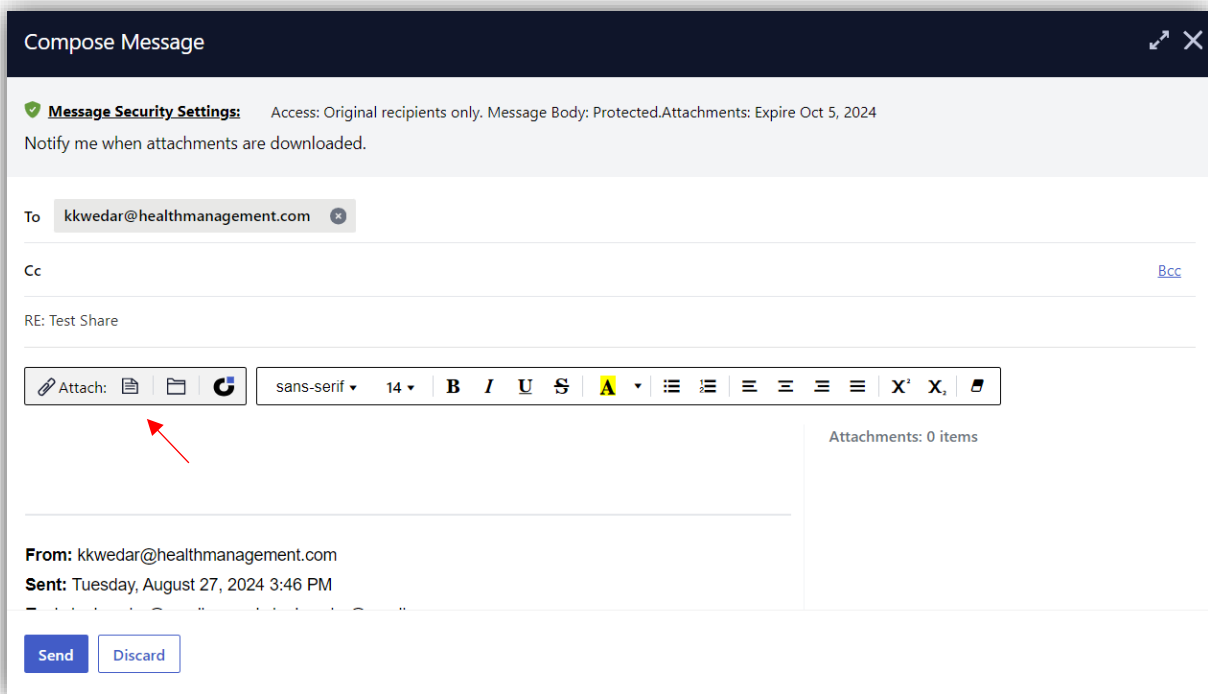 Compose Message
Message Security Settings: Access: Original recipients only. Message Body: Protected.Attachments: Expire Oct 5, 2024
Notify me when attachments are downloaded.
To kkwedar@healthmanagement.com
Cc Bcc
RE: Test Share
Attach: sans-serif 14 B I U S A X² X₂
Attachments: 0 items
From: kkwedar@healthmanagement.com
Sent: Tuesday, August 27, 2024 3:46 PM
Send Discard